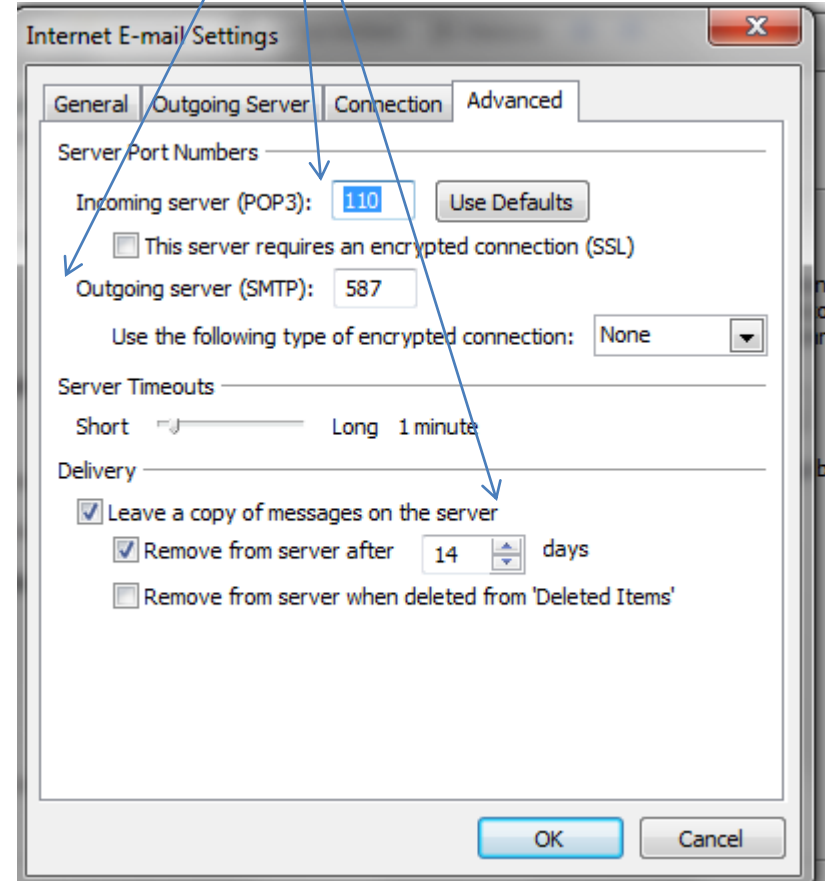 Internet E-mail Settings
General Outgoing Server Connection Advanced
Server Port Numbers
Incoming server (POP3): 110 Use Defaults
This server requires an encrypted connection (SSL)
Outgoing server (SMTP): 587
Use the following type of encrypted connection: None
Server Timeouts
Short Long 1 minute
Delivery
Leave a copy of messages on the server
Remove from server after 14 days
Remove from server when deleted from 'Deleted Items'
OK Cancel